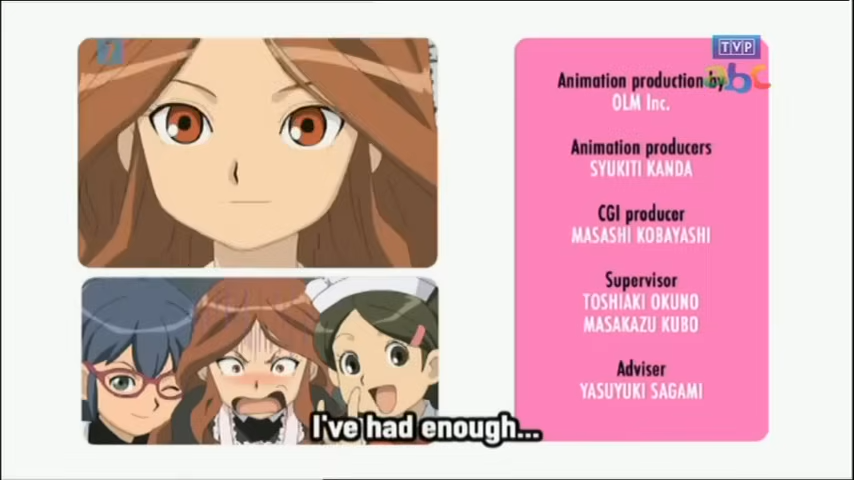 TVP
abc
Animation production by
OLM Inc.
Animation producers
SYUKITI KANDA
CGI producer
MASASHI KOBAYASHI
Supervisor
TOSHIAKI OKUNO
MASAKAZU KUBO
Adviser
YASUYUKI SAGAMI
I've had enough...